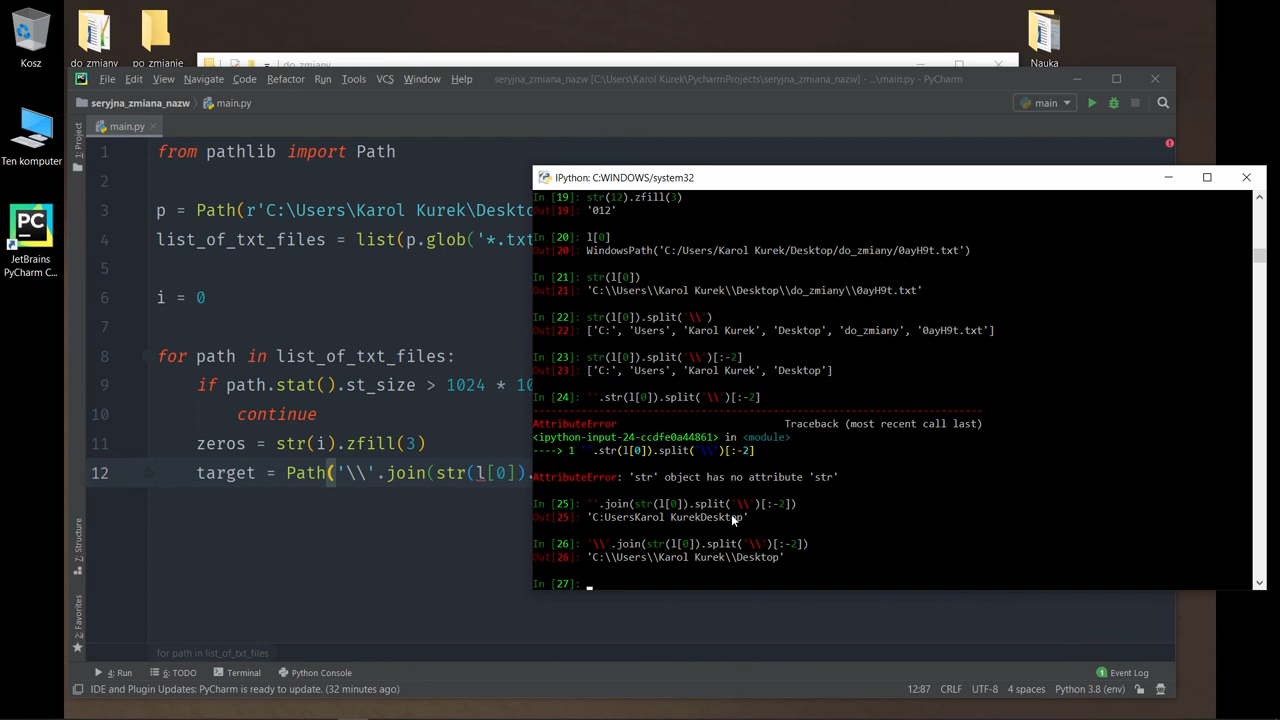 Kosz
do_zmiany
po_zmianie
do_zmiany
Nauka
Ten komputer
JetBrains
PyCharm C...
File Edit View Navigate Code Refactor Run Tools VCS Window Help
seryjna_zmiana_nazw [C:\Users\Karol Kurek\PycharmProjects\seryjna_zmiana_nazw] - ...\main.py - PyCharm
seryjna_zmiana_nazw main.py
main
main.py
1: Project
7: Structure
2: Favorites
1 from pathlib import Path
2
3 p = Path(r'C:\Users\Karol Kurek\Deskto
4 list_of_txt_files = list(p.glob('*.txt
5
6 i = 0
7
8 for path in list_of_txt_files:
9 if path.stat().st_size > 1024 * 10
10 continue
11 zeros = str(i).zfill(3)
12 target = Path('\\'.join(str(l[0]).
for path in list_of_txt_files
IPython: C:WINDOWS/system32
In [19]: str(12).zfill(3)
Out[19]: '012'
In [20]: l[0]
Out[20]: WindowsPath('C:/Users/Karol Kurek/Desktop/do_zmiany/0ayH9t.txt')
In [21]: str(l[0])
Out[21]: 'C:\\Users\\Karol Kurek\\Desktop\\do_zmiany\\0ayH9t.txt'
In [22]: str(l[0]).split('\\')
Out[22]: ['C:', 'Users', 'Karol Kurek', 'Desktop', 'do_zmiany', '0ayH9t.txt']
In [23]: str(l[0]).split('\\')[:-2]
Out[23]: ['C:', 'Users', 'Karol Kurek', 'Desktop']
In [24]: ''.str(l[0]).split('\\')[:-2]
---------------------------------------------------------------------------
AttributeError Traceback (most recent call last)
<ipython-input-24-ccdfe0a44861> in <module>
----> 1 ''.str(l[0]).split('\\')[:-2]
AttributeError: 'str' object has no attribute 'str'
In [25]: ''.join(str(l[0]).split('\\')[:-2])
Out[25]: 'C:UsersKarol KurekDesktop'
In [26]: '\\'.join(str(l[0]).split('\\')[:-2])
Out[26]: 'C:\\Users\\Karol Kurek\\Desktop'
In [27]:
4: Run 6: TODO Terminal Python Console Event Log
IDE and Plugin Updates: PyCharm is ready to update. (32 minutes ago) 12:87 CRLF UTF-8 4 spaces Python 3.8 (env)